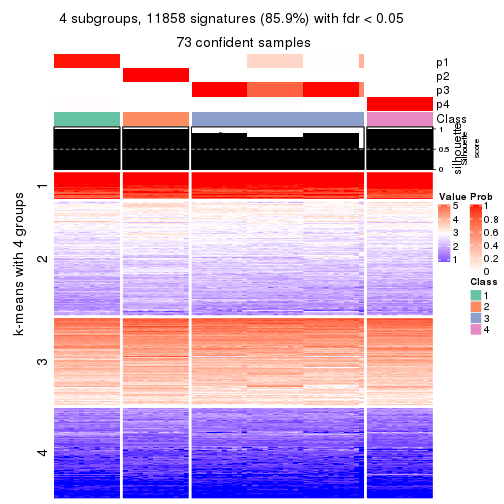 4 subgroups, 11858 signatures (85.9%) with fdr < 0.05
73 confident samples
p1
p2
p3
p4
Class
1
0.5
0
silhouette
Silhouette
score
k-means with 4 groups
1
2
3
4
Value
5
4
3
2
1
Prob
1
0.8
0.6
0.4
0.2
0
Class
1
2
3
4